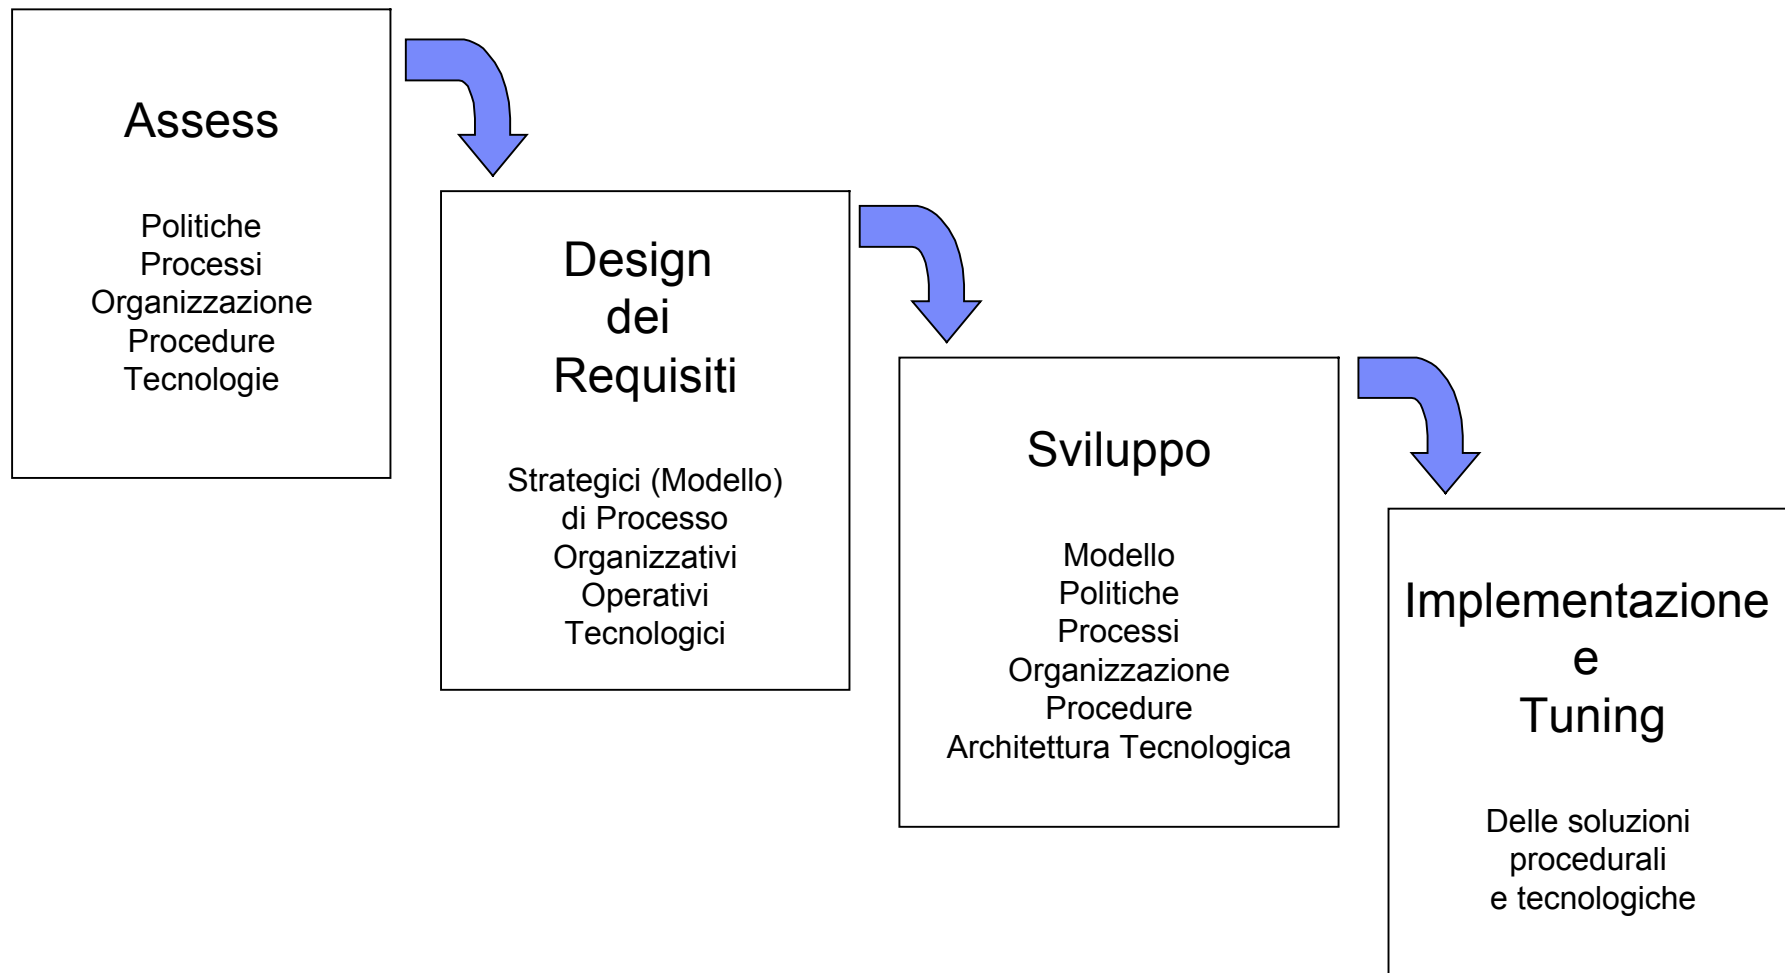 Assess
Politiche
Processi
Organizzazione
Procedure
Tecnologie
Design
dei
Requisiti
Strategici (Modello)
di Processo
Organizzativi
Operativi
Tecnologici
Sviluppo
Modello
Politiche
Processi
Organizzazione
Procedure
Architettura Tecnologica
Implementazione
e
Tuning
Delle soluzioni
procedurali
e tecnologiche